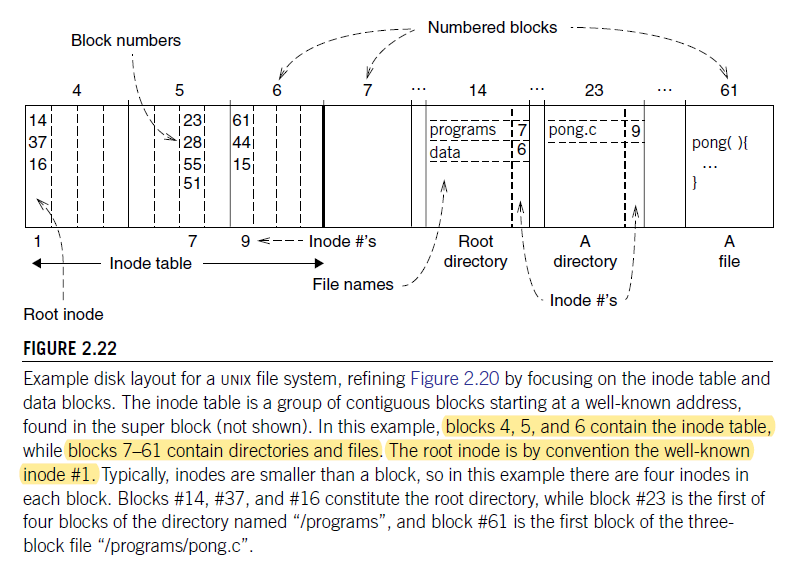 Numbered blocks
Block numbers
4 5 6 7 ... 14 ... 23 ... 61
14 23 61
37 28 44
16 55 15
51
programs 7 pong.c 9
data 6
pong( ){
...
}
1 7 9 Inode #'s Root directory A directory A file
Inode table
File names
Inode #'s
Root inode
FIGURE 2.22
Example disk layout for a UNIX file system, refining Figure 2.20 by focusing on the inode table and
data blocks. The inode table is a group of contiguous blocks starting at a well-known address,
found in the super block (not shown). In this example, blocks 4, 5, and 6 contain the inode table,
while blocks 7–61 contain directories and files. The root inode is by convention the well-known
inode #1. Typically, inodes are smaller than a block, so in this example there are four inodes in
each block. Blocks #14, #37, and #16 constitute the root directory, while block #23 is the first of
four blocks of the directory named “/programs”, and block #61 is the first block of the three-
block file “/programs/pong.c”.